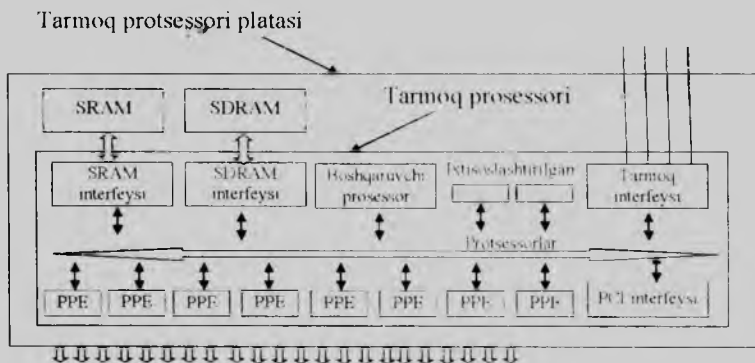 Tarmoq protsessori platasi
SRAM
SDRAM
Tarmoq prosessori
SRAM interfeysi
SDRAM interfeysi
Boshqaruvchi prosessor
Ixtisoslashtirilgan
Tarmoq interfeysi
Protsessorlar
PPE PPE PPE PPE PPE PPE PPE PPE
PCI interfeysi